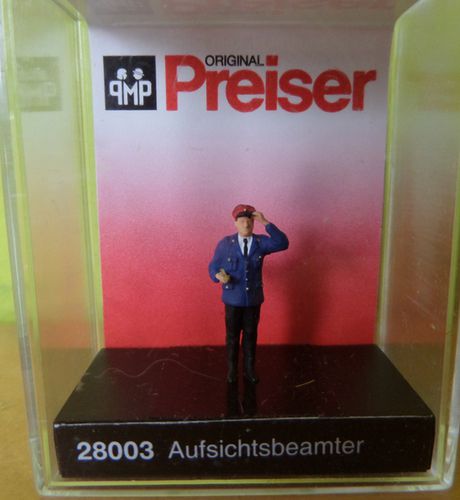 ORIGINAL
PMP Preiser
28003 Aufsichtsbeamter